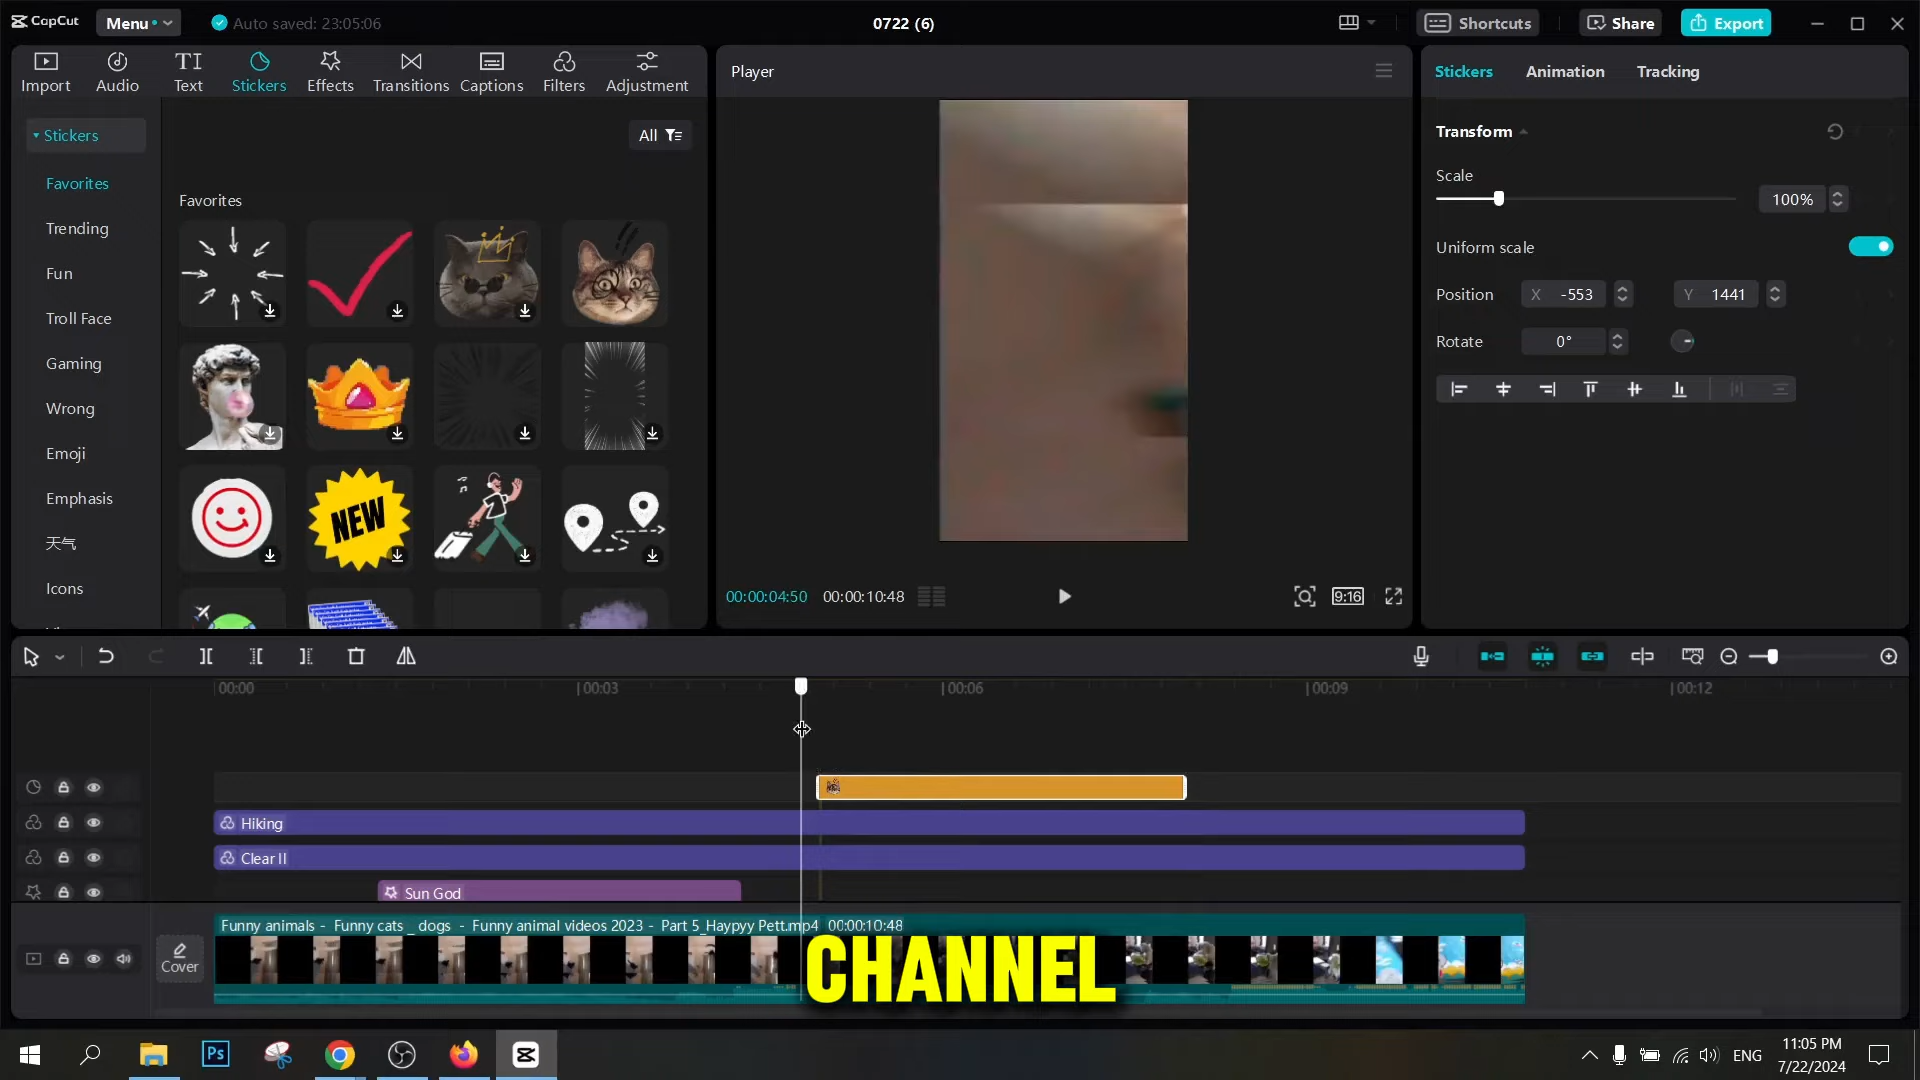 CapCut
Menu
Auto saved: 23:05:06
0722 (6)
Shortcuts
Share
Export
Import
Audio
TI
Text
Stickers
Effects
Transitions
Captions
Filters
Adjustment
Player
Stickers
Animation
Tracking
Stickers
Favorites
Trending
Fun
Troll Face
Gaming
Wrong
Emoji
Emphasis
天气
Icons
All
Favorites
NEW
Transform
Scale
100%
Uniform scale
Position
X -553
Y 1441
Rotate
0°
00:00:04:50
00:00:10:48
9:16
00:00
00:03
00:06
00:09
00:12
Hiking
Clear II
Sun God
Funny animals - Funny cats _ dogs - Funny animal videos 2023 - Part 5_Haypyy Pett.mp4 00:00:10:48
Cover
CHANNEL
Ps
ENG
11:05 PM
7/22/2024